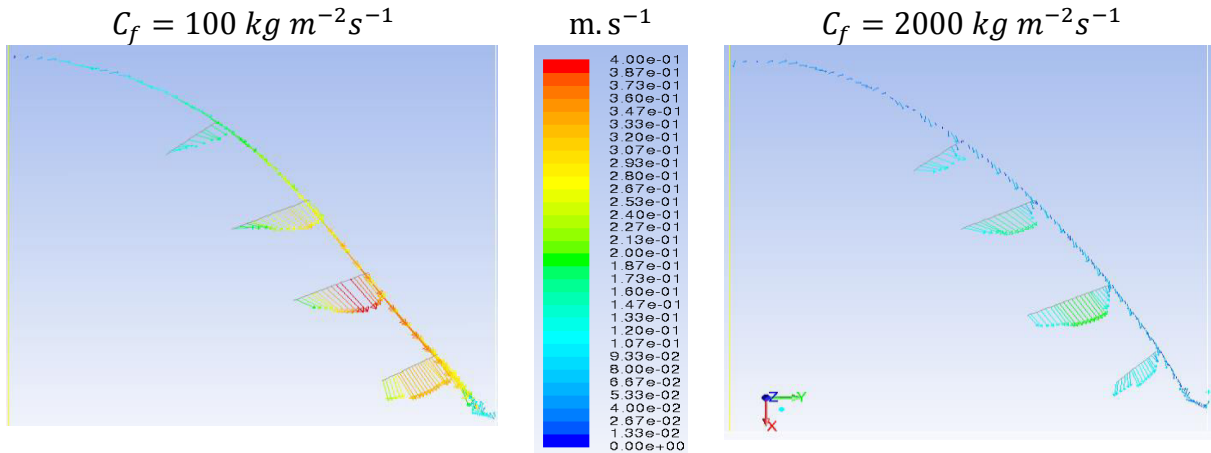 C_f = 100 kg m⁻²s⁻¹
m.s⁻¹
C_f = 2000 kg m⁻²s⁻¹
4.00e-01
3.87e-01
3.73e-01
3.60e-01
3.47e-01
3.33e-01
3.20e-01
3.07e-01
2.93e-01
2.80e-01
2.67e-01
2.53e-01
2.40e-01
2.27e-01
2.13e-01
2.00e-01
1.87e-01
1.73e-01
1.60e-01
1.47e-01
1.33e-01
1.20e-01
1.07e-01
9.33e-02
8.00e-02
6.67e-02
5.33e-02
4.00e-02
2.67e-02
1.33e-02
0.00e+00
Z
Y
X